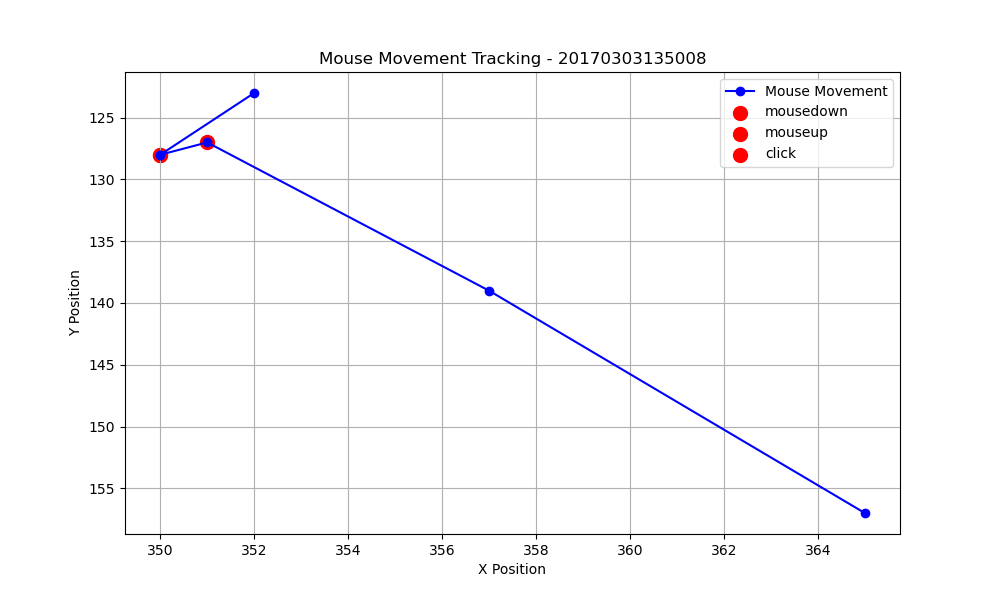 Mouse Movement Tracking - 20170303135008
Mouse Movement
mousedown
mouseup
click
125
130
135
140
145
150
155
Y Position
350 352 354 356 358 360 362 364
X Position